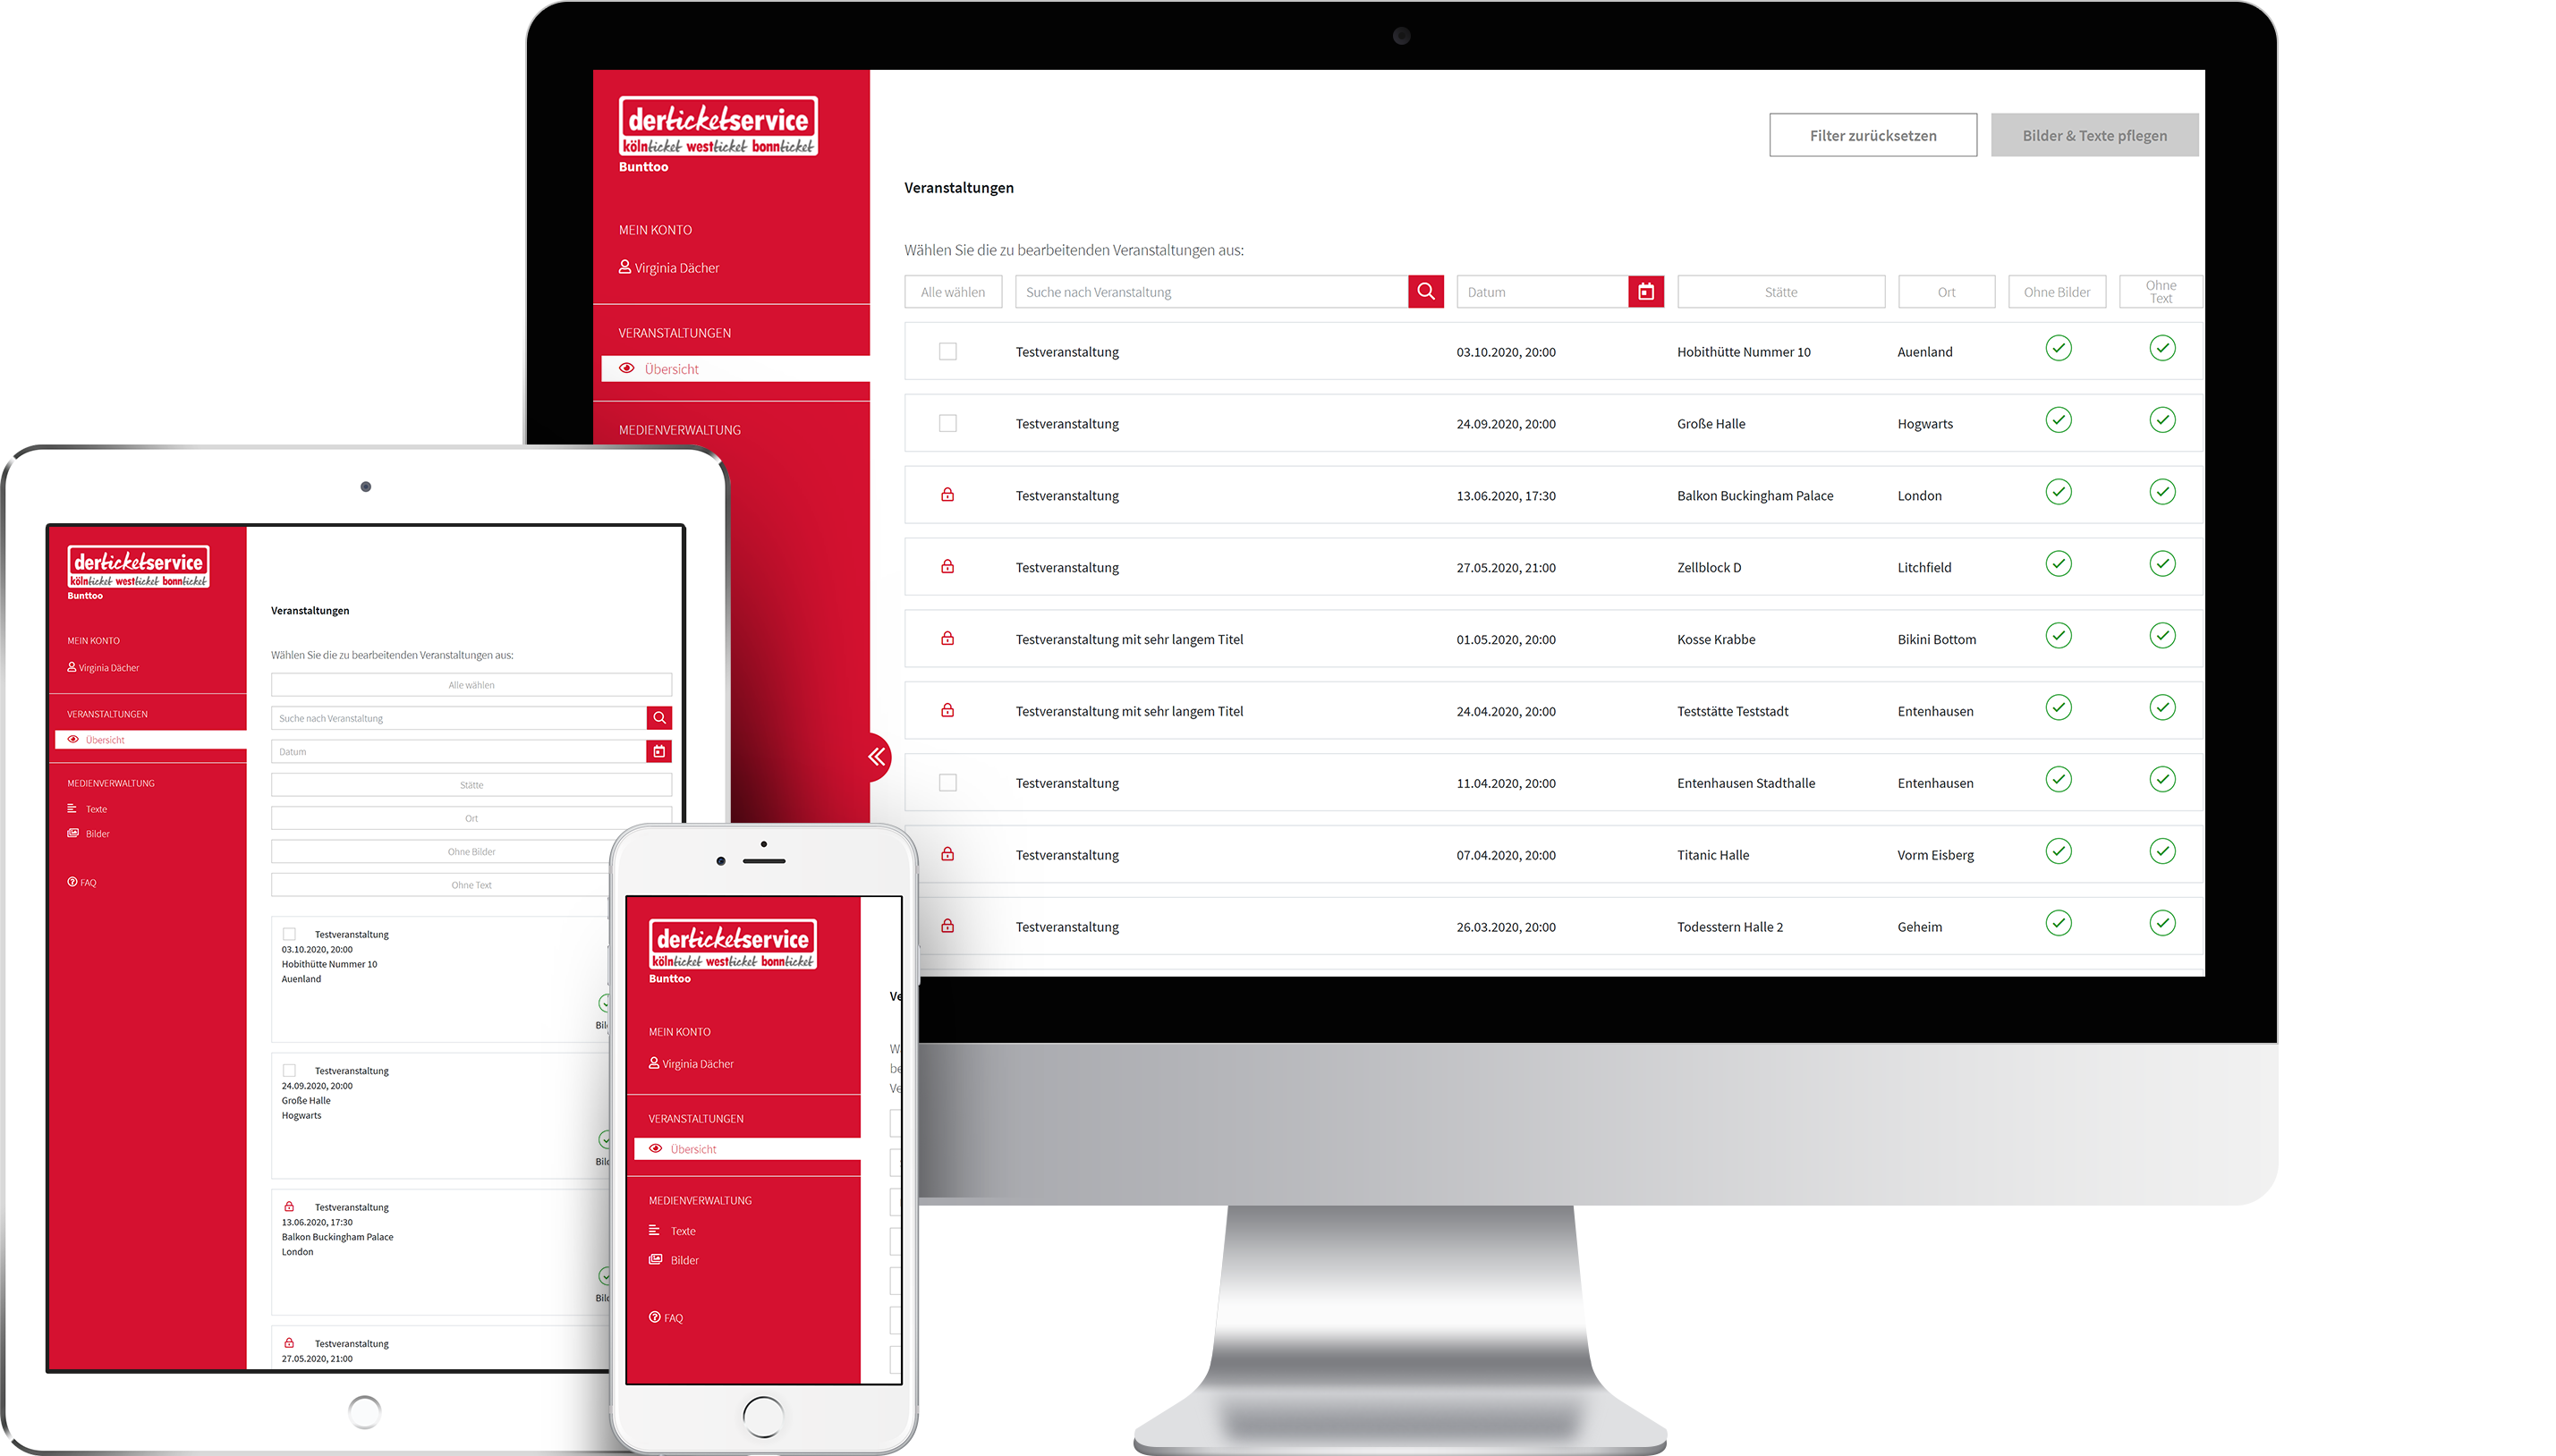 derticketservice
kölnticket westticket bonnticket
Bunttoo
MEIN KONTO
Virginia Dächer
VERANSTALTUNGEN
Übersicht
MEDIENVERWALTUNG
Filter zurücksetzen
Bilder & Texte pflegen
Veranstaltungen
Wählen Sie die zu bearbeitenden Veranstaltungen aus:
Alle wählen Suche nach Veranstaltung Datum Stätte Ort Ohne Bilder Ohne Text
Testveranstaltung 03.10.2020, 20:00 Hobithütte Nummer 10 Auenland
Testveranstaltung 24.09.2020, 20:00 Große Halle Hogwarts
Testveranstaltung 13.06.2020, 17:30 Balkon Buckingham Palace London
Testveranstaltung 27.05.2020, 21:00 Zellblock D Litchfield
Testveranstaltung mit sehr langem Titel 01.05.2020, 20:00 Kosse Krabbe Bikini Bottom
Testveranstaltung mit sehr langem Titel 24.04.2020, 20:00 Teststätte Teststadt Entenhausen
Testveranstaltung 11.04.2020, 20:00 Entenhausen Stadthalle Entenhausen
Testveranstaltung 07.04.2020, 20:00 Titanic Halle Vorm Eisberg
Testveranstaltung 26.03.2020, 20:00 Todesstern Halle 2 Geheim
derticketservice
kölnticket westticket bonnticket
Bunttoo
MEIN KONTO
Virginia Dächer
VERANSTALTUNGEN
Übersicht
MEDIENVERWALTUNG
Texte
Bilder
FAQ
Veranstaltungen
Wählen Sie die zu bearbeitenden Veranstaltungen aus:
Alle wählen
Suche nach Veranstaltung
Datum
Stätte
Ort
Ohne Bilder
Ohne Text
Testveranstaltung
03.10.2020, 20:00
Hobithütte Nummer 10
Auenland
Testveranstaltung
24.09.2020, 20:00
Große Halle
Hogwarts
Testveranstaltung
13.06.2020, 17:30
Balkon Buckingham Palace
London
Testveranstaltung
27.05.2020, 21:00
derticketservice
kölnticket westticket bonnticket
Bunttoo
MEIN KONTO
Virginia Dächer
VERANSTALTUNGEN
Übersicht
MEDIENVERWALTUNG
Texte
Bilder
FAQ